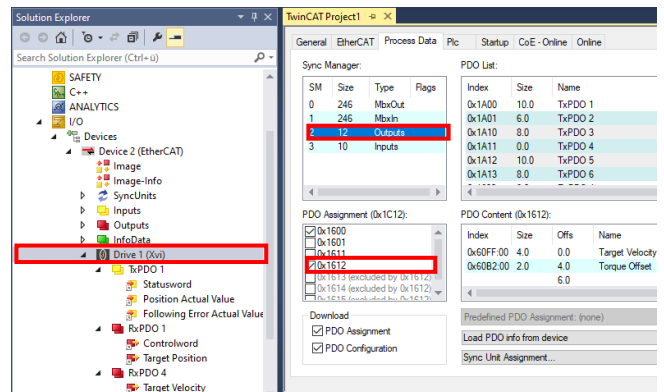 Solution Explorer
Search Solution Explorer (Ctrl+ü)
SAFETY
C++
ANALYTICS
I/O
Devices
Device 2 (EtherCAT)
Image
Image-Info
SyncUnits
Inputs
Outputs
InfoData
Drive 1 (Xvi)
TxPDO 1
Statusword
Position Actual Value
Following Error Actual Value
RxPDO 1
Controlword
Target Position
RxPDO 4
Target Velocity
TwinCAT Project1
General EtherCAT Process Data Plc Startup CoE - Online Online
Sync Manager:
SM Size Type Flags
0 246 MbxOut
1 246 MbxIn
2 12 Outputs
3 10 Inputs
PDO List:
Index Size Name
0x1A00 10.0 TxPDO 1
0x1A01 6.0 TxPDO 2
0x1A10 8.0 TxPDO 3
0x1A11 0.0 TxPDO 4
0x1A12 10.0 TxPDO 5
0x1A13 8.0 TxPDO 6
PDO Assignment (0x1C12):
0x1600
0x1601
0x1611
0x1612
0x1613 (excluded by 0x1612)
0x1614 (excluded by 0x1612)
0x1615 (excluded by 0x1612)
PDO Content (0x1612):
Index Size Offs Name
0x60FF:00 4.0 0.0 Target Velocity
0x60B2:00 2.0 4.0 Torque Offset
6.0
Download
PDO Assignment
PDO Configuration
Predefined PDO Assignment: (none)
Load PDO info from device
Sync Unit Assignment...